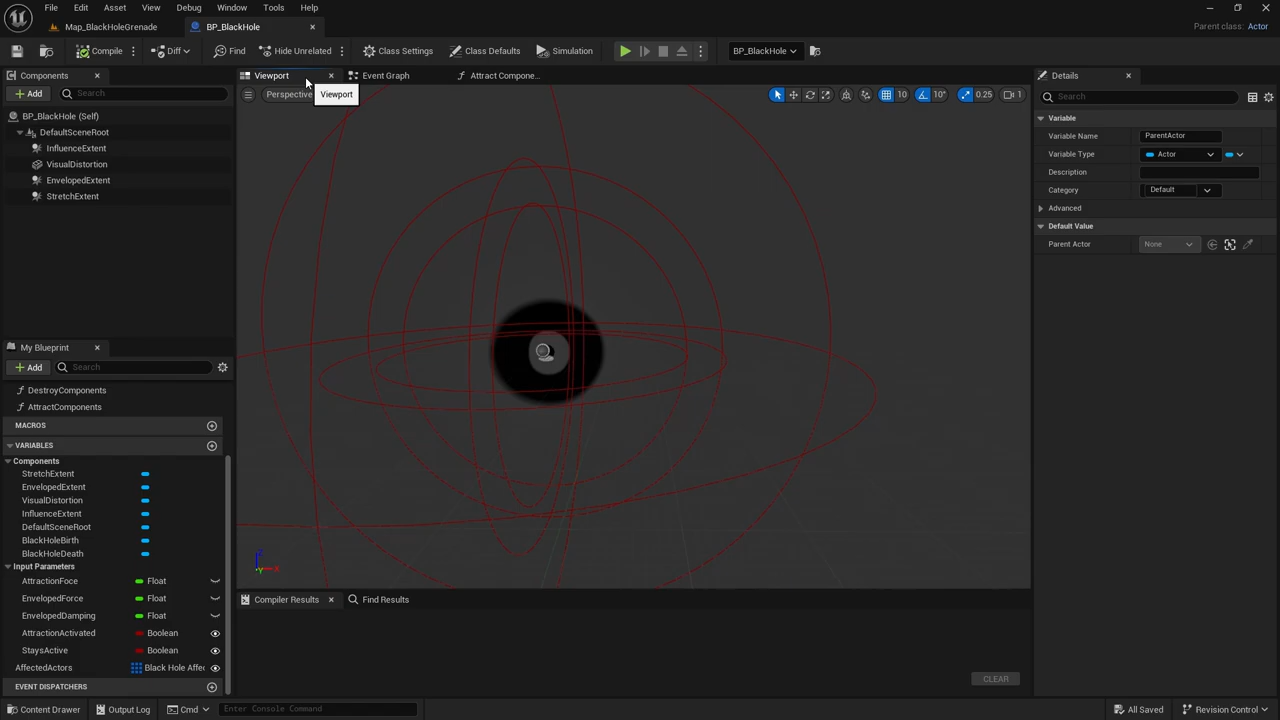 File Edit Asset View Debug Window Tools Help
Map_BlackHoleGrenade BP_BlackHole
Parent class: Actor
Compile Diff Find Hide Unrelated Class Settings Class Defaults Simulation BP_BlackHole
Components
Add Search
BP_BlackHole (Self)
DefaultSceneRoot
InfluenceExtent
VisualDistortion
EnvelopedExtent
StretchExtent
My Blueprint
Add Search
DestroyComponents
AttractComponents
MACROS
VARIABLES
Components
StretchExtent
EnvelopedExtent
VisualDistortion
InfluenceExtent
DefaultSceneRoot
BlackHoleBirth
BlackHoleDeath
Input Parameters
AttractionFoce Float
EnvelopedForce Float
EnvelopedDamping Float
AttractionActivated Boolean
StaysActive Boolean
AffectedActors Black Hole Affec
EVENT DISPATCHERS
Viewport Event Graph Attract Compone...
Perspective Viewport 10 10° 0.25 1
Z
X
Y
Compiler Results Find Results
CLEAR
Details
Search
Variable
Variable Name ParentActor
Variable Type Actor
Description
Category Default
Advanced
Default Value
Parent Actor None
Content Drawer Output Log Cmd Enter Console Command All Saved Revision Control